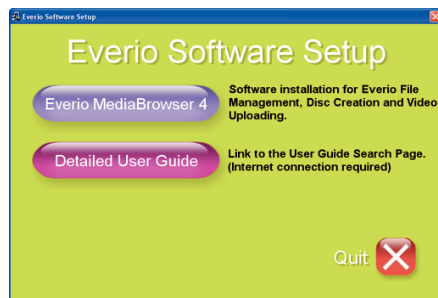 Everio Software Setup
Everio Software Setup
Everio MediaBrowser 4
Software installation for Everio File
Management, Disc Creation and Video
Uploading.
Detailed User Guide
Link to the User Guide Search Page.
(Internet connection required)
Quit